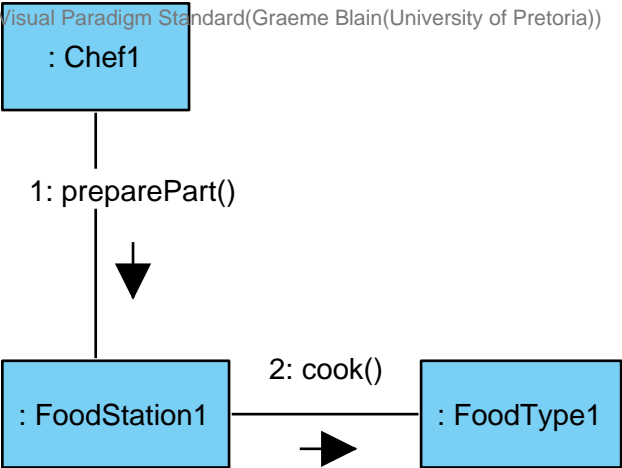 Visual Paradigm Standard(Graeme Blain(University of Pretoria))
: Chef1
1: preparePart()
2: cook()
: FoodStation1
: FoodType1